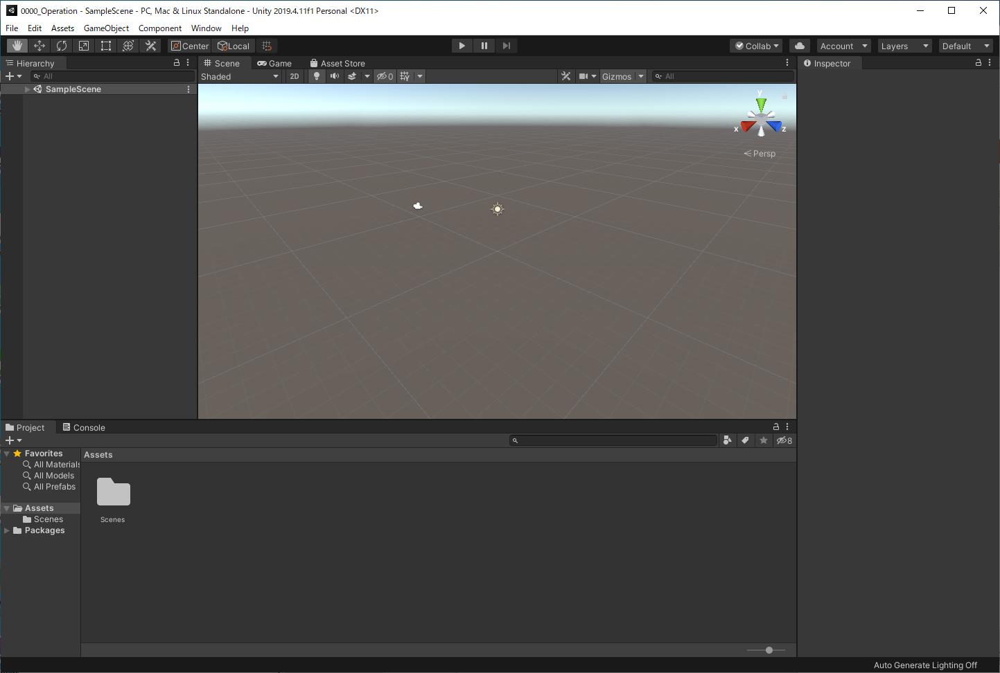 0000_Operation - SampleScene - PC, Mac & Linux Standalone - Unity 2019.4.11f1 Personal <DX11>
File Edit Assets GameObject Component Window Help
Center Local Collab Account Layers Default
Hierarchy
All
SampleScene
Scene Game Asset Store
Shaded 2D 0 Gizmos All
y
x z
Persp
Inspector
Project Console
8
Favorites
All Materials
All Models
All Prefabs
Assets
Scenes
Packages
Assets
Scenes
Auto Generate Lighting Off